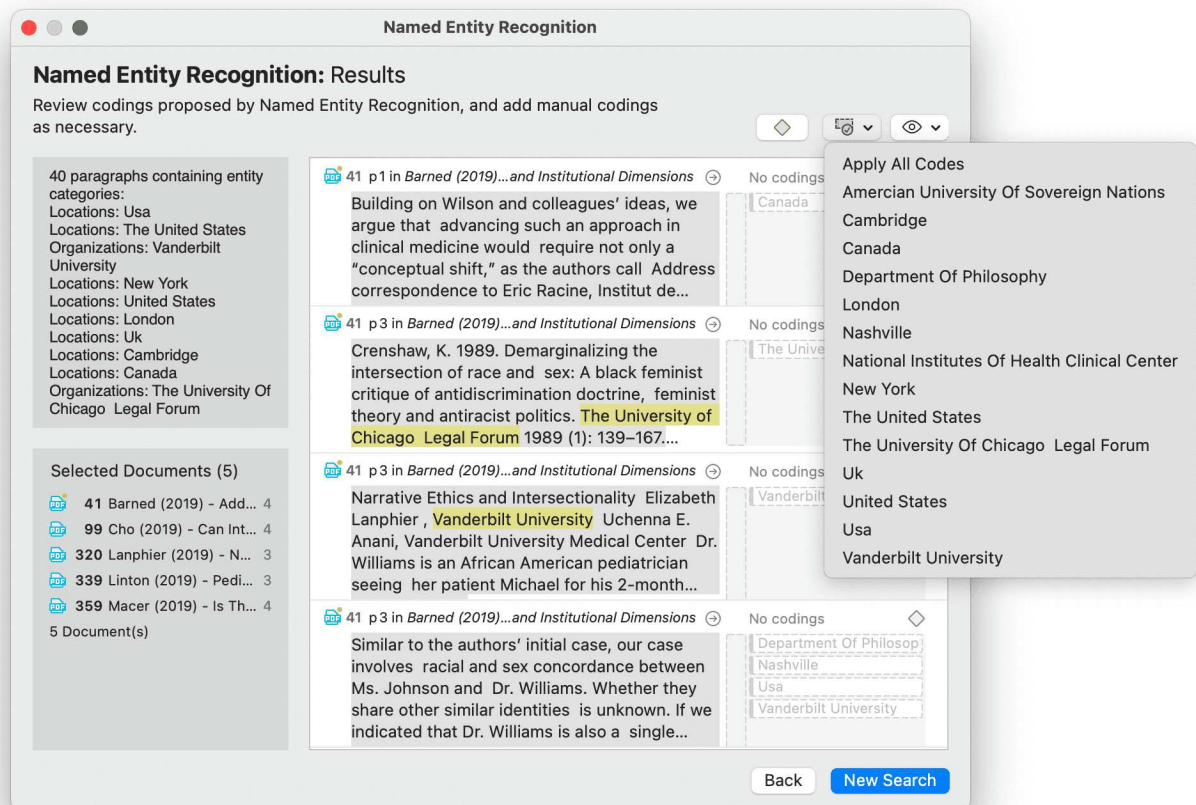 Named Entity Recognition
Named Entity Recognition: Results
Review codings proposed by Named Entity Recognition, and add manual codings
as necessary.
40 paragraphs containing entity
categories:
Locations: Usa
Locations: The United States
Organizations: Vanderbilt
University
Locations: New York
Locations: United States
Locations: London
Locations: Uk
Locations: Cambridge
Locations: Canada
Organizations: The University Of
Chicago  Legal Forum
Selected Documents (5)
PDF 41 Barned (2019) - Add... 4
PDF 99 Cho (2019) - Can Int... 4
PDF 320 Lanphier (2019) - N... 3
PDF 339 Linton (2019) - Pedi... 3
PDF 359 Macer (2019) - Is Th... 4
5 Document(s)
PDF 41 p 1 in Barned (2019)...and Institutional Dimensions
No codings
Building on Wilson and colleagues’ ideas, we
argue that  advancing such an approach in
clinical medicine would  require not only a
“conceptual shift,” as the authors call  Address
correspondence to Eric Racine, Institut de...
Canada
PDF 41 p 3 in Barned (2019)...and Institutional Dimensions
No codings
Crenshaw, K. 1989. Demarginalizing the
intersection of race and  sex: A black feminist
critique of antidiscrimination doctrine,  feminist
theory and antiracist politics. The University of
Chicago  Legal Forum 1989 (1): 139–167....
The Unive
PDF 41 p 3 in Barned (2019)...and Institutional Dimensions
No codings
Narrative Ethics and Intersectionality  Elizabeth
Lanphier , Vanderbilt University  Uchenna E.
Anani, Vanderbilt University Medical Center  Dr.
Williams is an African American pediatrician
seeing  her patient Michael for his 2-month...
Vanderbilt
PDF 41 p 3 in Barned (2019)...and Institutional Dimensions
No codings
Similar to the authors’ initial case, our case
involves  racial and sex concordance between
Ms. Johnson and  Dr. Williams. Whether they
share other similar identities  is unknown. If we
indicated that Dr. Williams is also a  single...
Department Of Philosop
Nashville
Usa
Vanderbilt University
Apply All Codes
Amercian University Of Sovereign Nations
Cambridge
Canada
Department Of Philosophy
London
Nashville
National Institutes Of Health Clinical Center
New York
The United States
The University Of Chicago  Legal Forum
Uk
United States
Usa
Vanderbilt University
Back
New Search